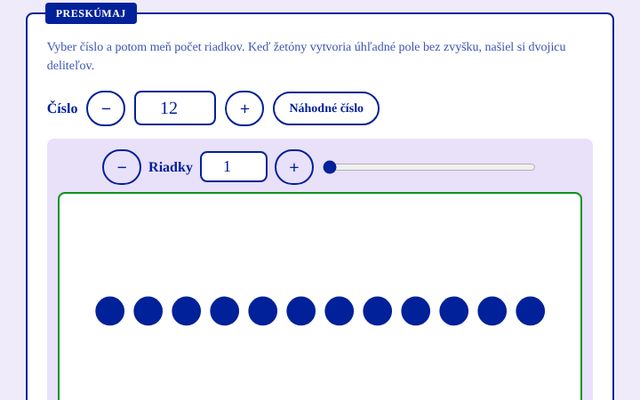 PRESKÚMAJ
Vyber číslo a potom meň počet riadkov. Keď žetóny vytvoria úhľadné pole bez zvyšku, našiel si dvojicu
deliteľov.
Číslo − 12 + Náhodné číslo
− Riadky 1 +